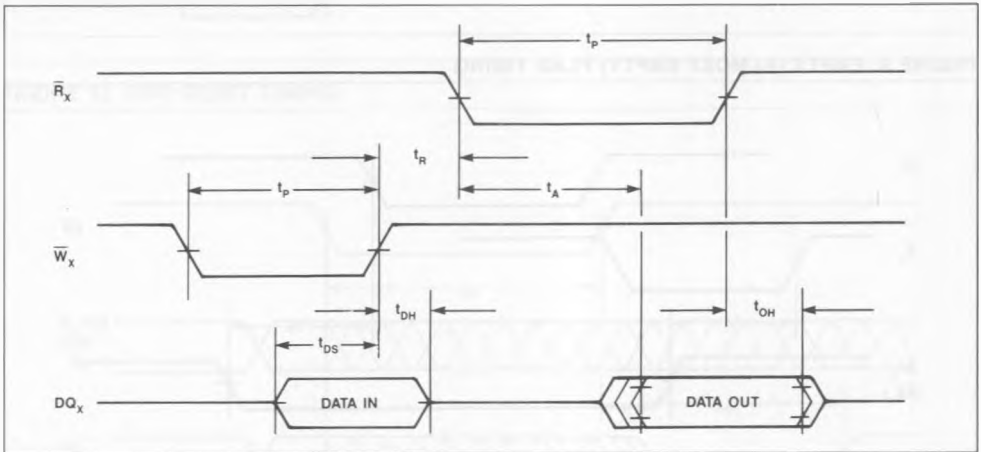 t_P
R̅_X
t_R
t_P
t_A
W̅_X
t_DH
t_OH
t_DS
DQ_X
DATA IN
DATA OUT